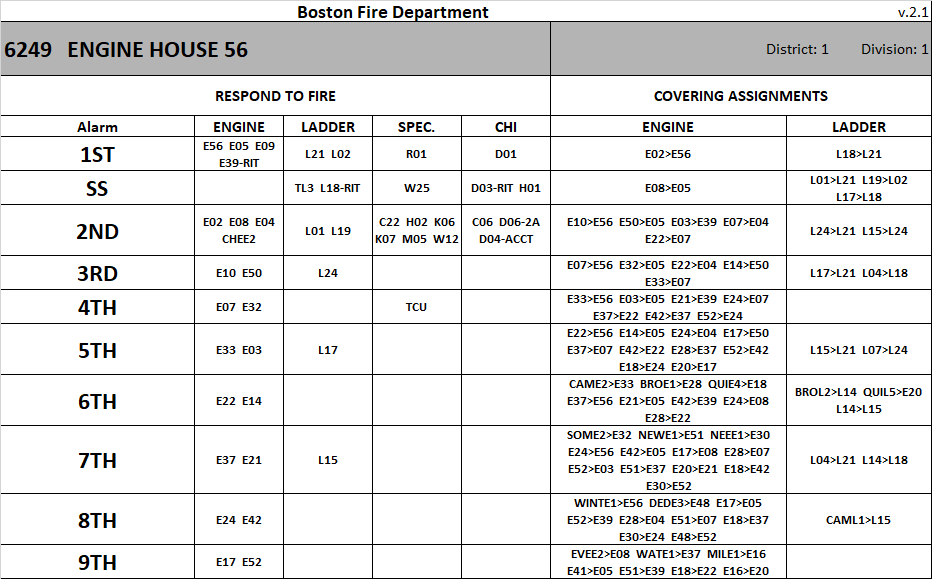 Boston Fire Department v.2.1
6249 ENGINE HOUSE 56 District: 1 Division: 1
RESPOND TO FIRE COVERING ASSIGNMENTS
Alarm ENGINE LADDER SPEC. CHI ENGINE LADDER
1ST E56 E05 E09 E39-RIT L21 L02 R01 D01 E02>E56 L18>L21
SS TL3 L18-RIT W25 D03-RIT H01 E08>E05 L01>L21 L19>L02 L17>L18
2ND E02 E08 E04 CHEE2 L01 L19 C22 H02 K06 K07 M05 W12 C06 D06-2A D04-ACCT E10>E56 E50>E05 E03>E39 E07>E04 E22>E07 L24>L21 L15>L24
3RD E10 E50 L24 E07>E56 E32>E05 E22>E04 E14>E50 E33>E07 L17>L21 L04>L18
4TH E07 E32 TCU E33>E56 E03>E05 E21>E39 E24>E07 E37>E22 E42>E37 E52>E24
5TH E33 E03 L17 E22>E56 E14>E05 E24>E04 E17>E50 E37>E07 E42>E22 E28>E37 E52>E42 E18>E24 E20>E17 L15>L21 L07>L24
6TH E22 E14 CAME2>E33 BROE1>E28 QUIE4>E18 E37>E56 E21>E05 E42>E39 E24>E08 E28>E22 BROL2>L14 QUIL5>E20 L14>L15
7TH E37 E21 L15 SOME2>E32 NEWE1>E51 NEEE1>E30 E24>E56 E42>E05 E17>E08 E28>E07 E52>E03 E51>E37 E20>E21 E18>E42 E30>E52 L04>L21 L14>L18
8TH E24 E42 WINTE1>E56 DEDE3>E48 E17>E05 E52>E39 E28>E04 E51>E07 E18>E37 E30>E24 E48>E52 CAML1>L15
9TH E17 E52 EVEE2>E08 WATE1>E37 MILE1>E16 E41>E05 E51>E39 E18>E22 E16>E20